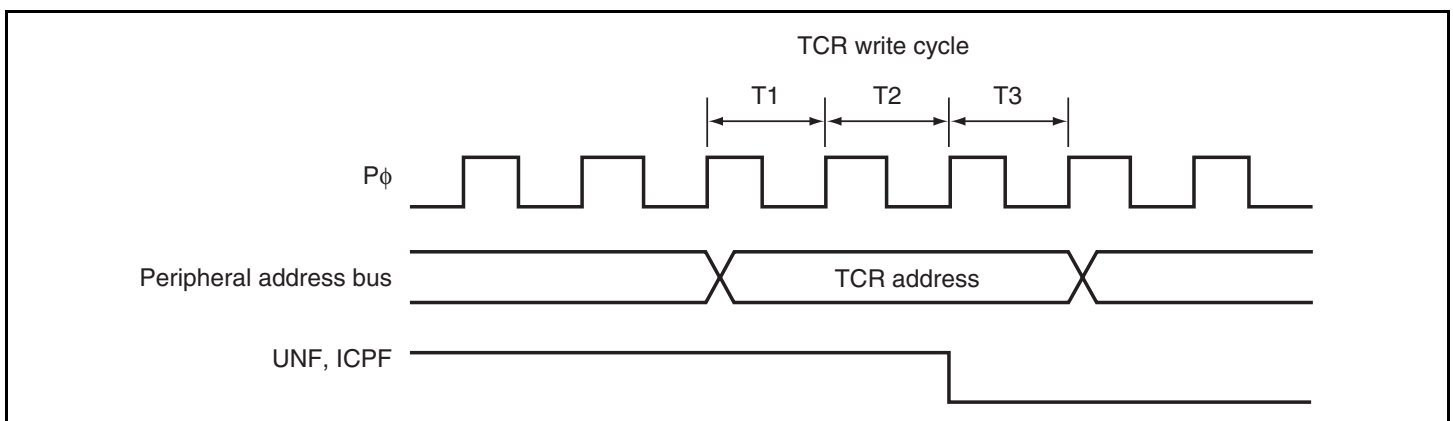 TCR write cycle
T1 T2 T3
Pϕ
Peripheral address bus
TCR address
UNF, ICPF